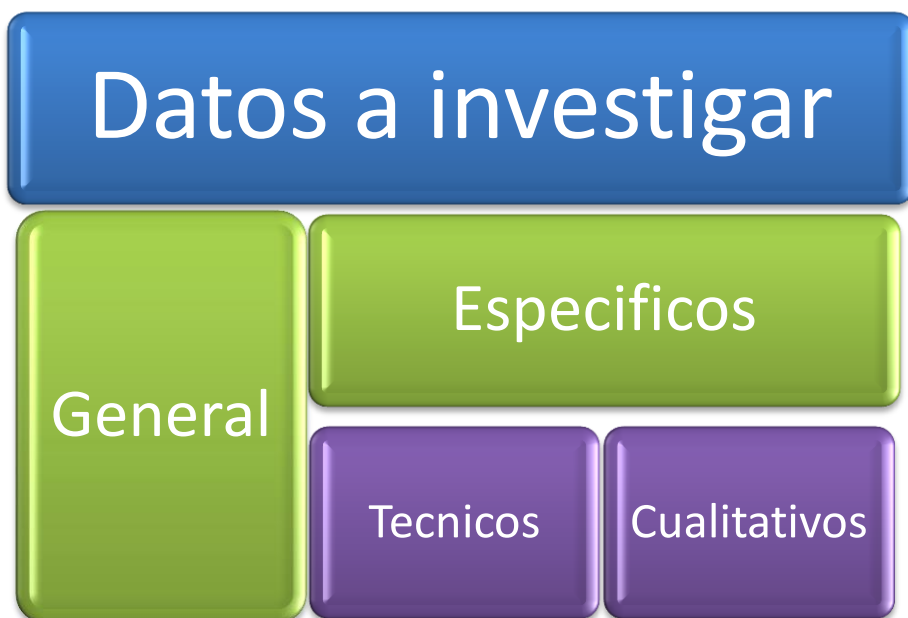 Datos a investigar
General
Especificos
Tecnicos
Cualitativos